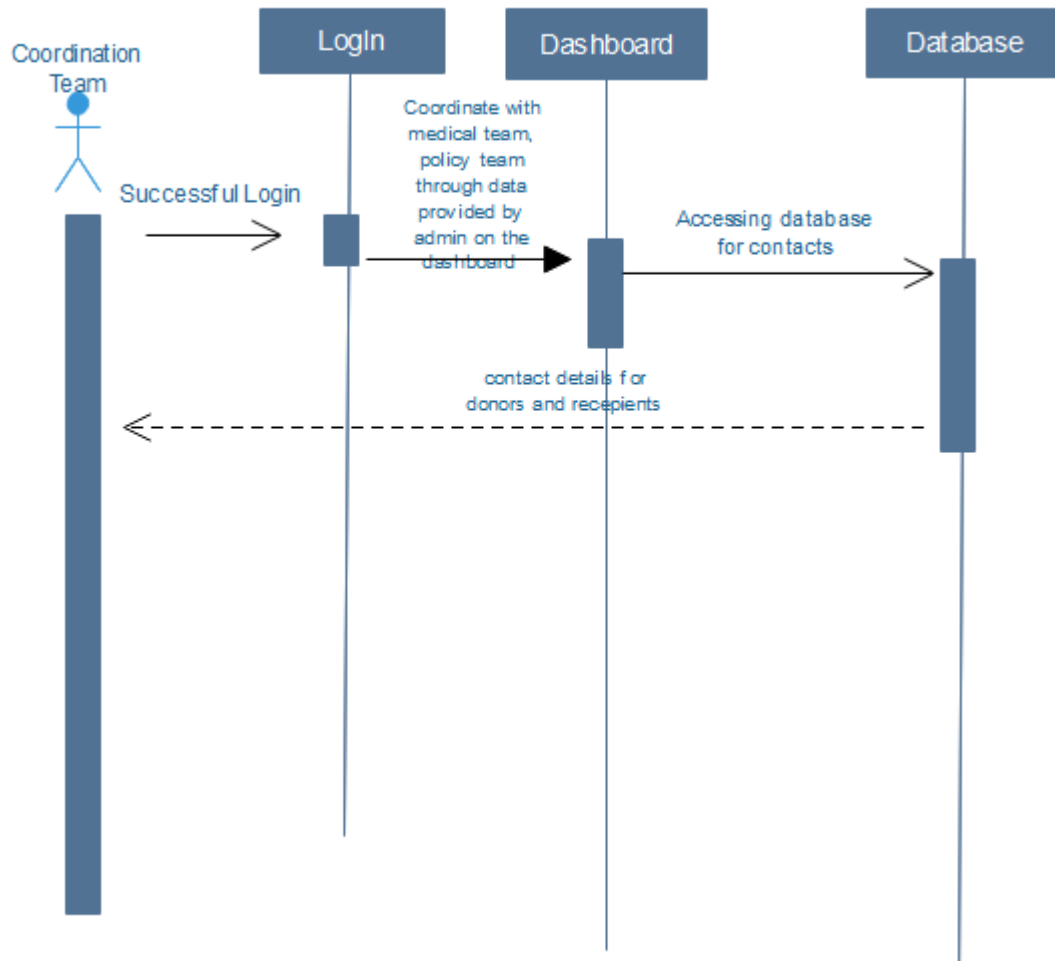 Coordination
Team
LogIn
Dashboard
Database
Successful Login
Coordinate with
medical team,
policy team
through data
provided by
admin on the
dashboard
Accessing database
for contacts
contact details for
donors and recepients